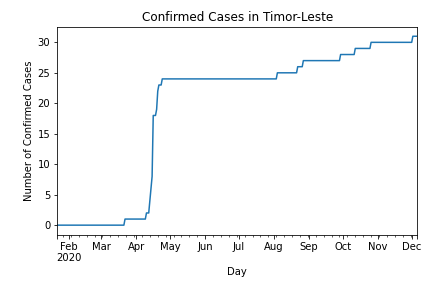 Confirmed Cases in Timor-Leste
Number of Confirmed Cases
30
25
20
15
10
5
0
Feb Mar Apr May Jun Jul Aug Sep Oct Nov Dec
2020
Day